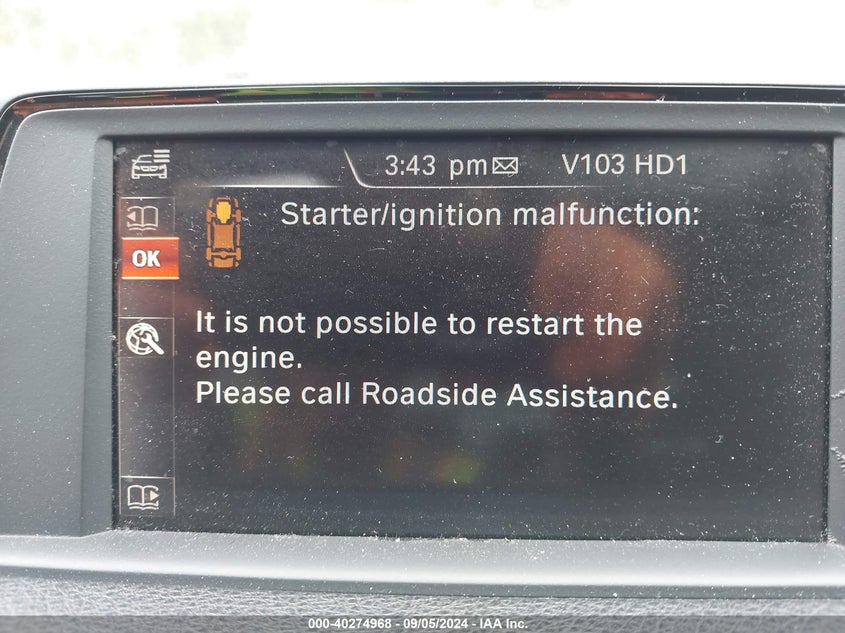 3:43 pm V103 HD1
Starter/ignition malfunction:
OK
It is not possible to restart the
engine.
Please call Roadside Assistance.
000-40274968 - 09/05/2024 - IAA Inc.